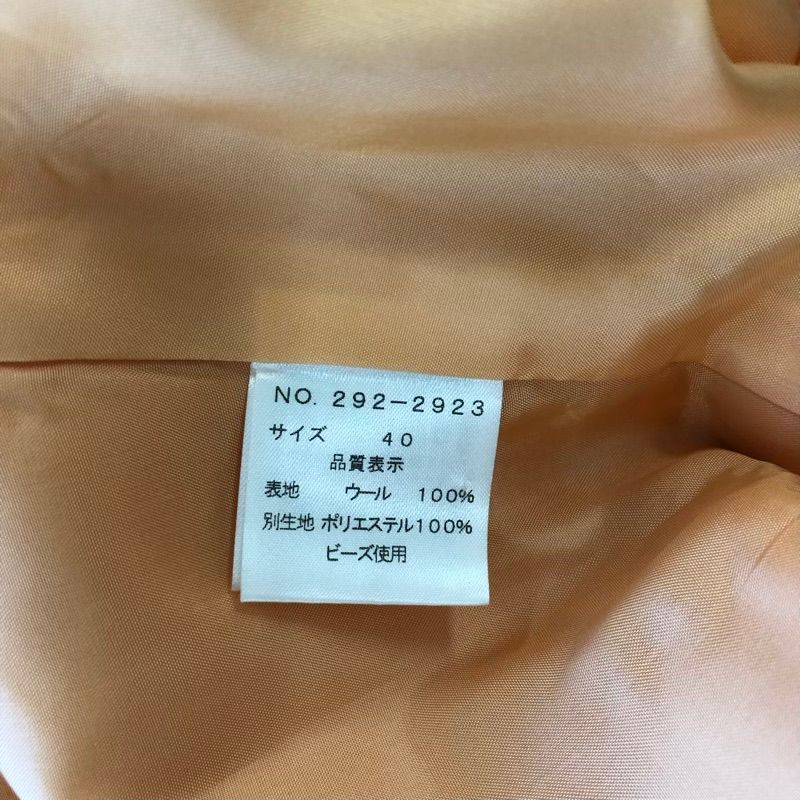 NO. 292-2923
サイズ 40
品質表示
表地 ウール 100%
別生地 ポリエステル100%
ビーズ使用